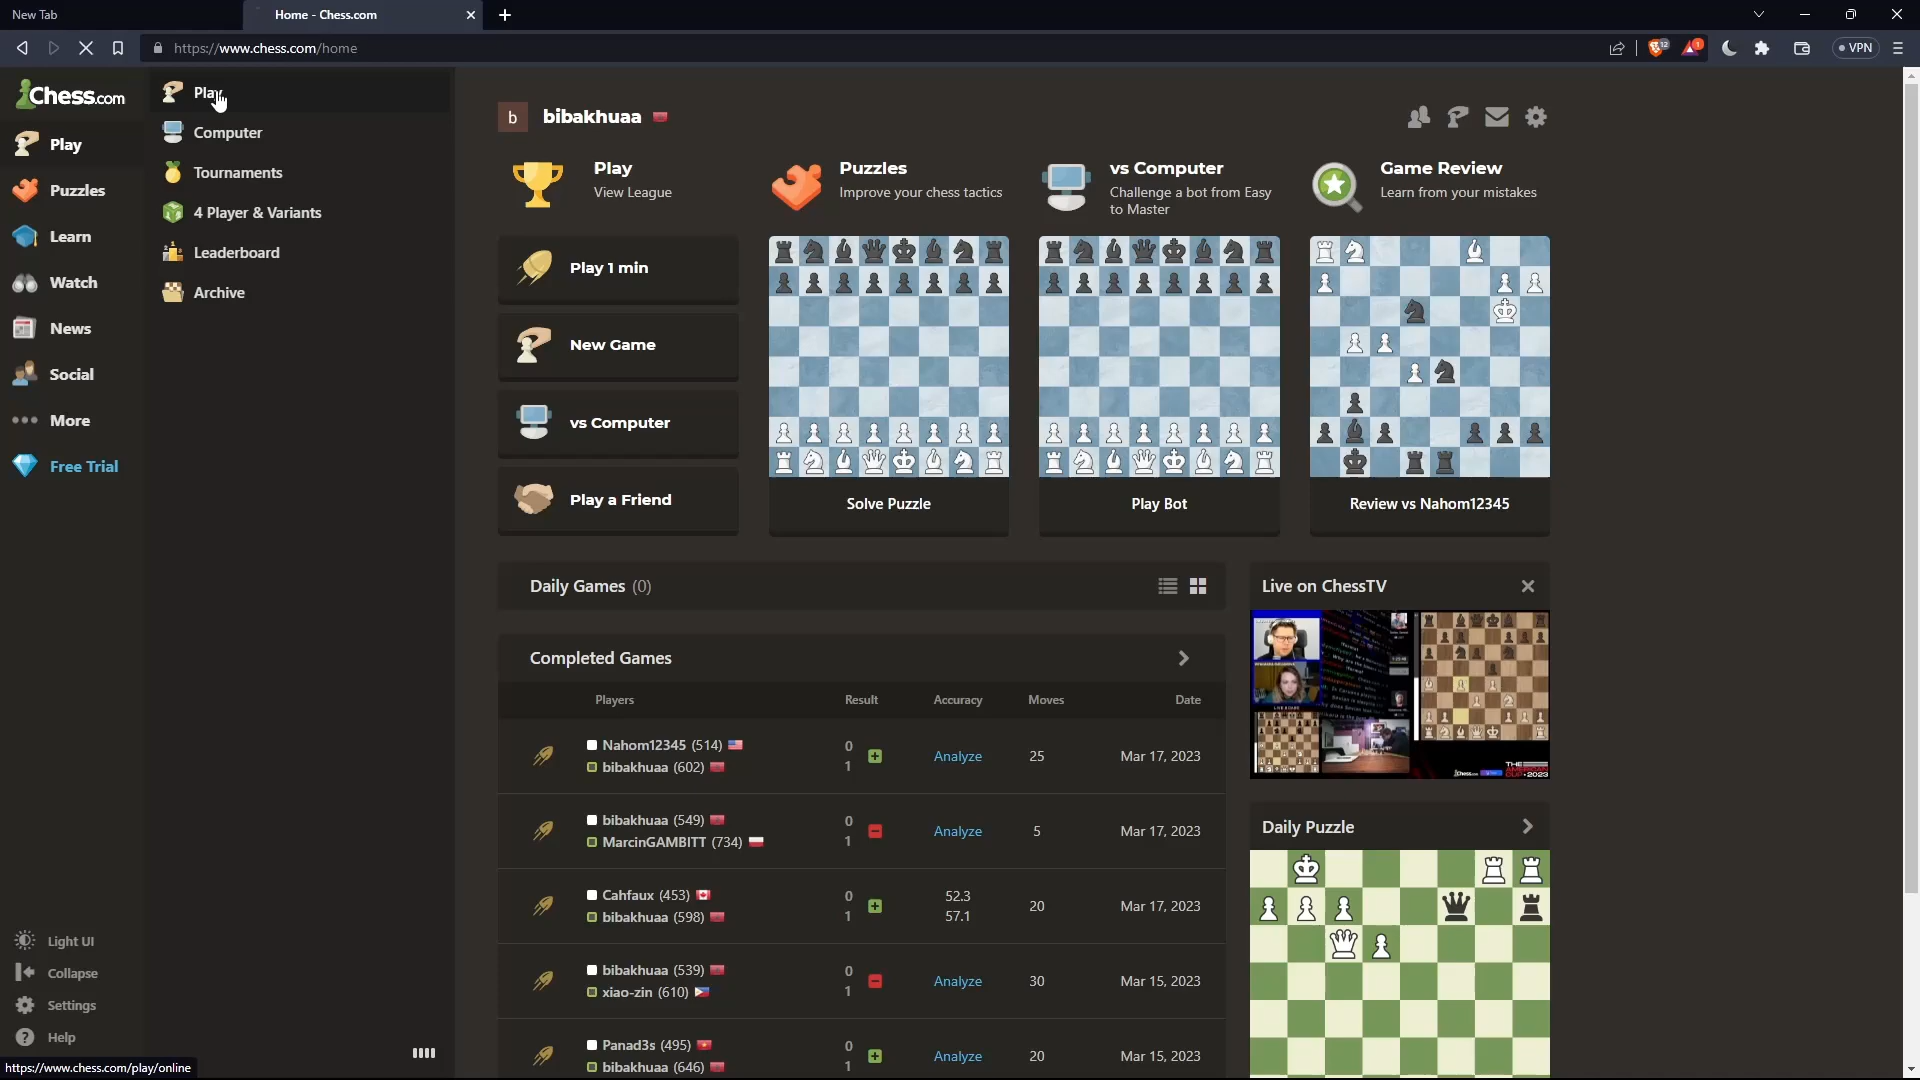 New Tab
Home - Chess.com
https://www.chess.com/home
12
1
VPN
Chess.com
Play
Puzzles
Learn
Watch
News
Social
More
Free Trial
Play
Computer
Tournaments
4 Player & Variants
Leaderboard
Archive
b
bibakhuaa
Play
View League
Puzzles
Improve your chess tactics
vs Computer
Challenge a bot from Easy
to Master
Game Review
Learn from your mistakes
Play 1 min
New Game
vs Computer
Play a Friend
Solve Puzzle
Play Bot
Review vs Nahom12345
Daily Games (0)
Live on ChessTV
Completed Games
Players Result Accuracy Moves Date
Nahom12345 (514) 0
bibakhuaa (602) 1
Analyze 25 Mar 17, 2023
bibakhuaa (549) 0
MarcinGAMBITT (734) 1
Analyze 5 Mar 17, 2023
Cahfaux (453) 0 52.3
bibakhuaa (598) 1 57.1
20 Mar 17, 2023
bibakhuaa (539) 0
xiao-zin (610) 1
Analyze 30 Mar 15, 2023
Panad3s (495) 0
bibakhuaa (646) 1
Analyze 20 Mar 15, 2023
THE
AMERICAN
CUP 2023
Daily Puzzle
Light UI
Collapse
Settings
Help
https://www.chess.com/play/online